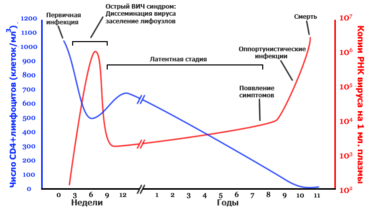 Первичная
инфекция
Острый ВИЧ синдром:
Диссеминация вируса
заселение лифоузлов
Смерть
Латентная стадия
Оппортунистические
инфекции
Появление
симптомов
Число CD4+лимфоцитов (клеток/мл³)
1200
1100
1000
900
800
700
600
500
400
300
200
100
0
10⁷
10⁶
10⁵
10⁴
10³
10²
Копии РНК вируса на 1 мл. плазмы
0 3 6 9 12 1 2 3 4 5 6 7 8 9 10 11
Недели Годы